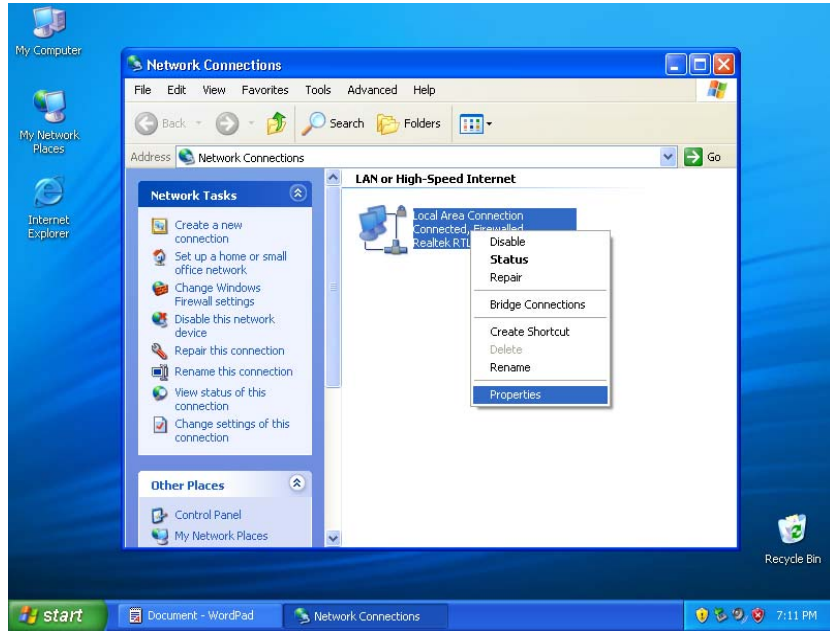 My Computer
My Network
Places
Internet
Explorer
Network Connections
File Edit View Favorites Tools Advanced Help
Back Search Folders
Address Network Connections Go
Network Tasks
Create a new
connection
Set up a home or small
office network
Change Windows
Firewall settings
Disable this network
device
Repair this connection
Rename this connection
View status of this
connection
Change settings of this
connection
Other Places
Control Panel
My Network Places
LAN or High-Speed Internet
Local Area Connection
Connected, Firewalled
Realtek RTL
Disable
Status
Repair
Bridge Connections
Create Shortcut
Delete
Rename
Properties
Recycle Bin
start Document - WordPad Network Connections 7:11 PM